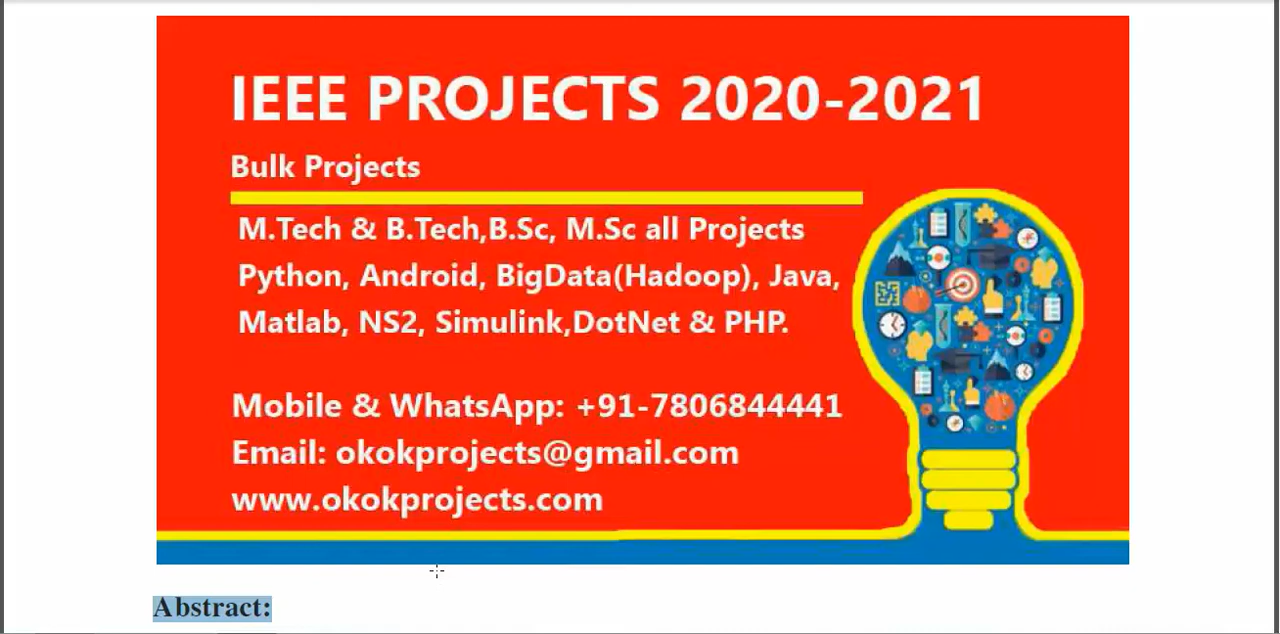 IEEE PROJECTS 2020-2021
Bulk Projects
M.Tech & B.Tech,B.Sc, M.Sc all Projects
Python, Android, BigData(Hadoop), Java,
Matlab, NS2, Simulink,DotNet & PHP.
Mobile & WhatsApp: +91-7806844441
Email: okokprojects@gmail.com
www.okokprojects.com
Abstract: